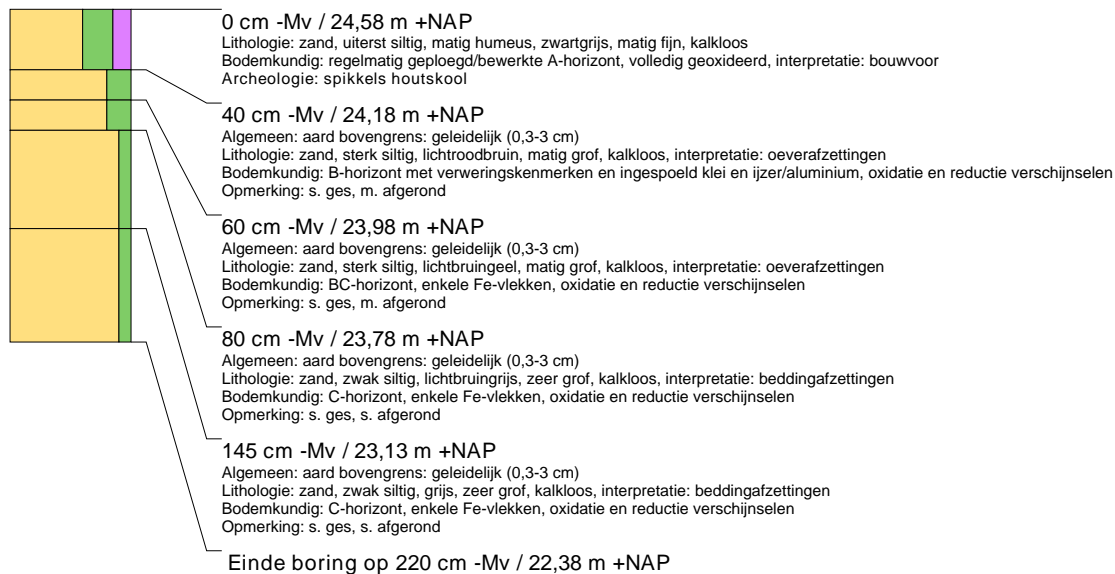 0 cm -Mv / 24,58 m +NAP
Lithologie: zand, uiterst siltig, matig humeus, zwartgrijs, matig fijn, kalkloos
Bodemkundig: regelmatig geploegd/bewerkte A-horizont, volledig geoxideerd, interpretatie: bouwvoor
Archeologie: spikkels houtskool
40 cm -Mv / 24,18 m +NAP
Algemeen: aard bovengrens: geleidelijk (0,3-3 cm)
Lithologie: zand, sterk siltig, lichtroodbruin, matig grof, kalkloos, interpretatie: oeverafzettingen
Bodemkundig: B-horizont met verweringskenmerken en ingespoeld klei en ijzer/aluminium, oxidatie en reductie verschijnselen
Opmerking: s. ges, m. afgerond
60 cm -Mv / 23,98 m +NAP
Algemeen: aard bovengrens: geleidelijk (0,3-3 cm)
Lithologie: zand, sterk siltig, lichtbruingeel, matig grof, kalkloos, interpretatie: oeverafzettingen
Bodemkundig: BC-horizont, enkele Fe-vlekken, oxidatie en reductie verschijnselen
Opmerking: s. ges, m. afgerond
80 cm -Mv / 23,78 m +NAP
Algemeen: aard bovengrens: geleidelijk (0,3-3 cm)
Lithologie: zand, zwak siltig, lichtbruingrijs, zeer grof, kalkloos, interpretatie: beddingafzettingen
Bodemkundig: C-horizont, enkele Fe-vlekken, oxidatie en reductie verschijnselen
Opmerking: s. ges, s. afgerond
145 cm -Mv / 23,13 m +NAP
Algemeen: aard bovengrens: geleidelijk (0,3-3 cm)
Lithologie: zand, zwak siltig, grijs, zeer grof, kalkloos, interpretatie: beddingafzettingen
Bodemkundig: C-horizont, enkele Fe-vlekken, oxidatie en reductie verschijnselen
Opmerking: s. ges, s. afgerond
Einde boring op 220 cm -Mv / 22,38 m +NAP